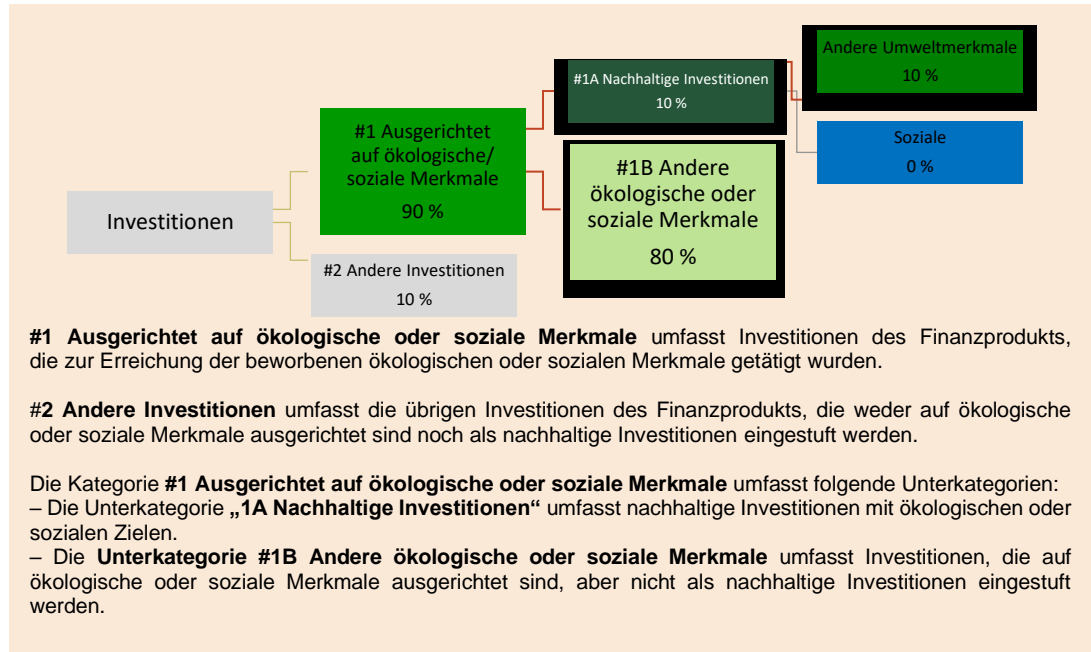 Investitionen
#1 Ausgerichtet
auf ökologische/
soziale Merkmale
90 %
#2 Andere Investitionen
10 %
#1A Nachhaltige Investitionen
10 %
#1B Andere
ökologische oder
soziale Merkmale
80 %
Andere Umweltmerkmale
10 %
Soziale
0 %
#1 Ausgerichtet auf ökologische oder soziale Merkmale umfasst Investitionen des Finanzprodukts,
die zur Erreichung der beworbenen ökologischen oder sozialen Merkmale getätigt wurden.
#2 Andere Investitionen umfasst die übrigen Investitionen des Finanzprodukts, die weder auf ökologische
oder soziale Merkmale ausgerichtet sind noch als nachhaltige Investitionen eingestuft werden.
Die Kategorie #1 Ausgerichtet auf ökologische oder soziale Merkmale umfasst folgende Unterkategorien:
– Die Unterkategorie „1A Nachhaltige Investitionen“ umfasst nachhaltige Investitionen mit ökologischen oder
sozialen Zielen.
– Die Unterkategorie #1B Andere ökologische oder soziale Merkmale umfasst Investitionen, die auf
ökologische oder soziale Merkmale ausgerichtet sind, aber nicht als nachhaltige Investitionen eingestuft
werden.